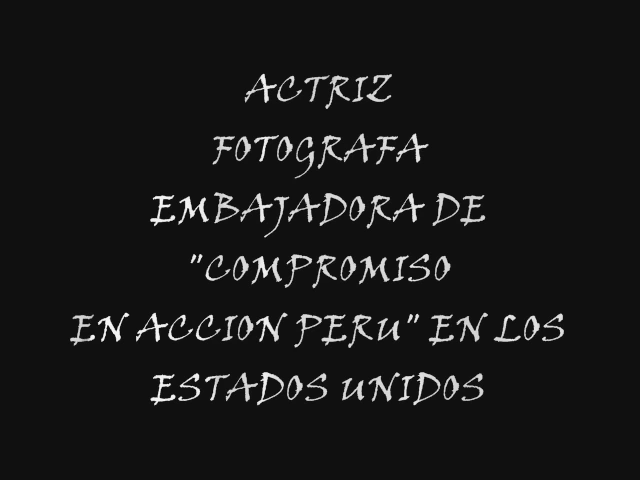 ACTRIZ
FOTOGRAFA
EMBAJADORA DE
"COMPROMISO
EN ACCION PERU" EN LOS
ESTADOS UNIDOS